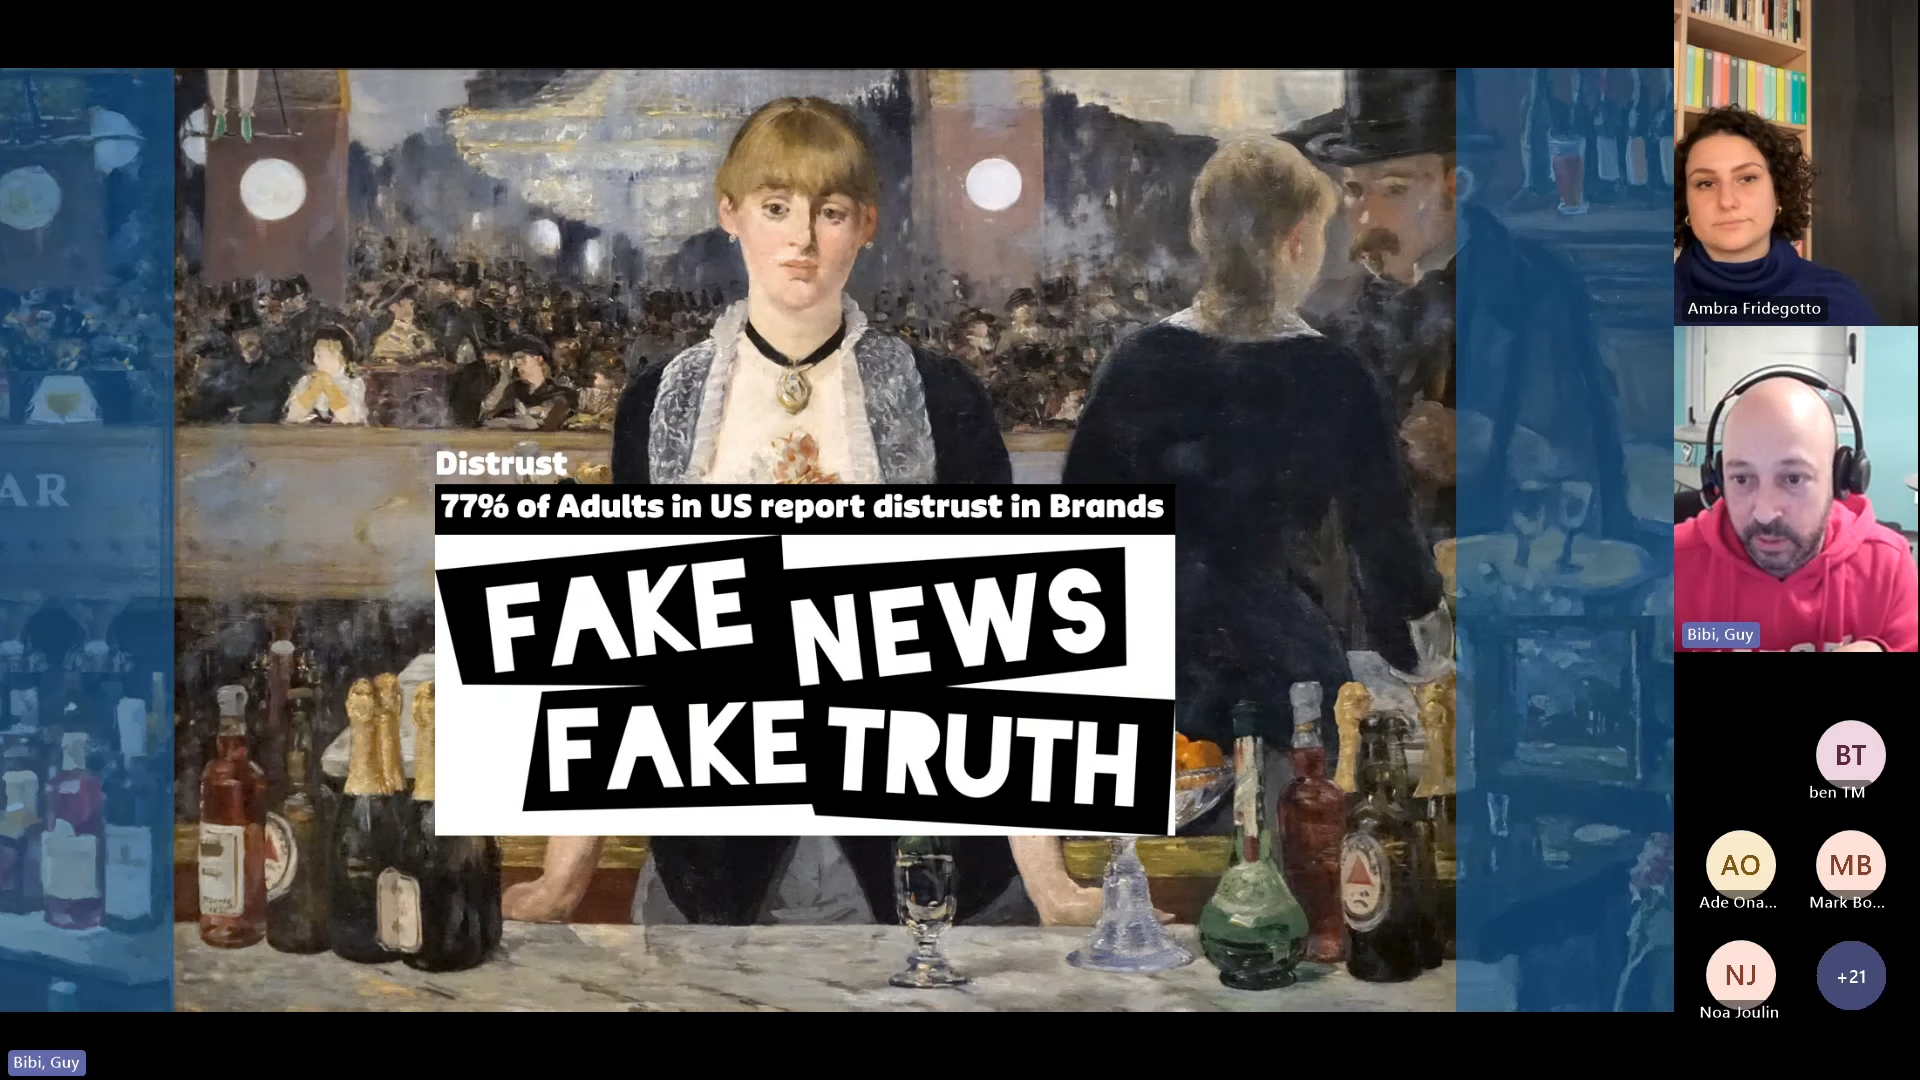 AR
Distrust
77% of Adults in US report distrust in Brands
FAKE NEWS
FAKE TRUTH
Ambra Fridegotto
Bibi, Guy
BT
ben TM
AO
MB
Ade Ona...
Mark Bo...
NJ
+21
Noa Joulin
Bibi, Guy